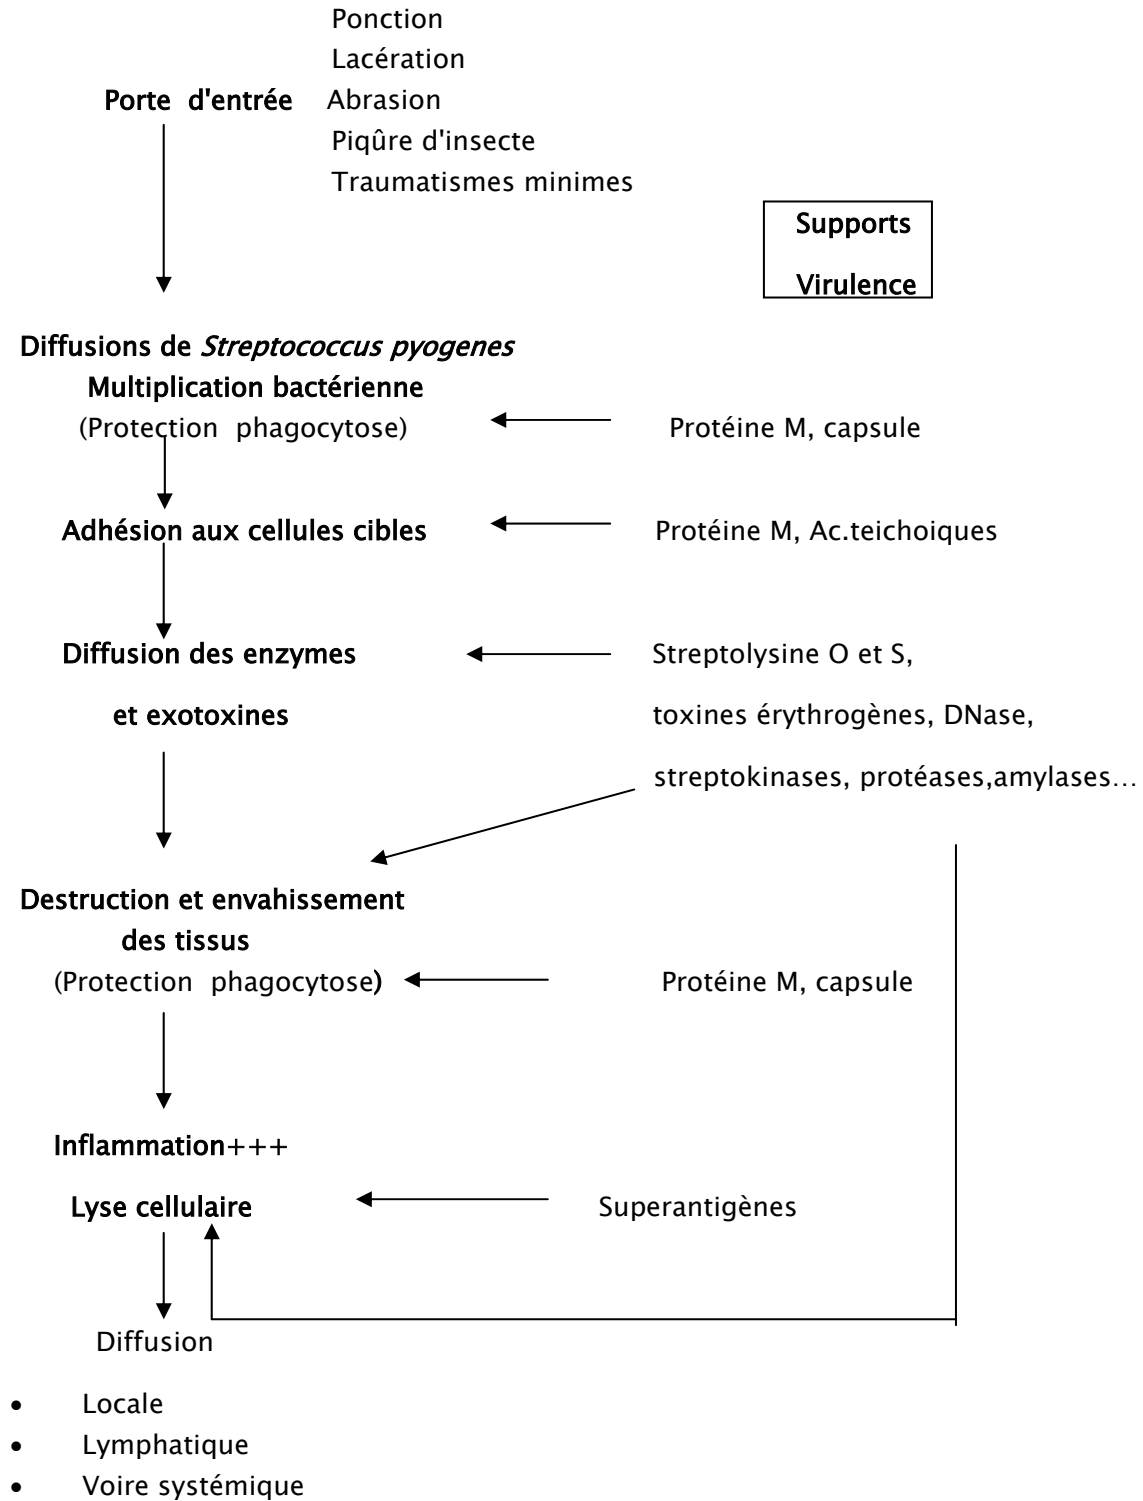 Ponction
Lacération
Porte d'entrée Abrasion
Piqûre d'insecte
Traumatismes minimes
Supports
Virulence
Diffusions de Streptococcus pyogenes
Multiplication bactérienne
(Protection phagocytose) Protéine M, capsule
Adhésion aux cellules cibles Protéine M, Ac.teichoiques
Diffusion des enzymes Streptolysine O et S,
et exotoxines toxines érythrogènes, DNase,
streptokinases, protéases,amylases…
Destruction et envahissement
des tissus
(Protection phagocytose) Protéine M, capsule
Inflammation+++
Lyse cellulaire Superantigènes
Diffusion
• Locale
• Lymphatique
• Voire systémique